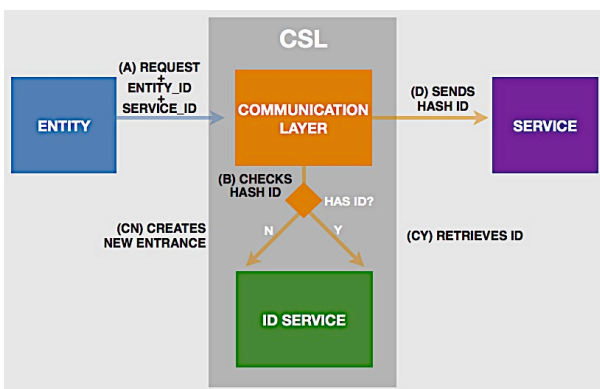 CSL
(A) REQUEST
+
ENTITY_ID
+
SERVICE_ID
ENTITY
COMMUNICATION
LAYER
(D) SENDS
HASH ID
SERVICE
(B) CHECKS
HASH ID
HAS ID?
(CN) CREATES
NEW ENTRANCE
N
Y
(CY) RETRIEVES ID
ID SERVICE